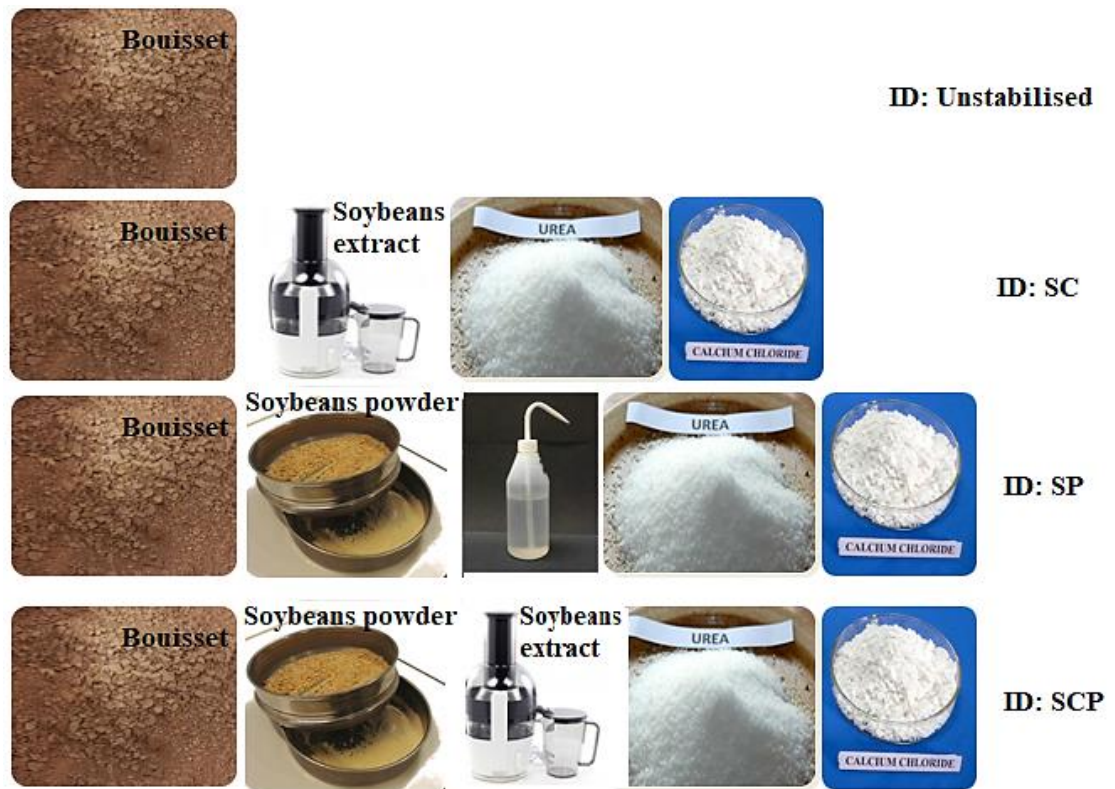 Bouisset
ID: Unstabilised
Bouisset
Soybeans
extract
UREA
CALCIUM CHLORIDE
ID: SC
Bouisset
Soybeans powder
UREA
CALCIUM CHLORIDE
ID: SP
Bouisset
Soybeans powder
Soybeans
extract
UREA
CALCIUM CHLORIDE
ID: SCP